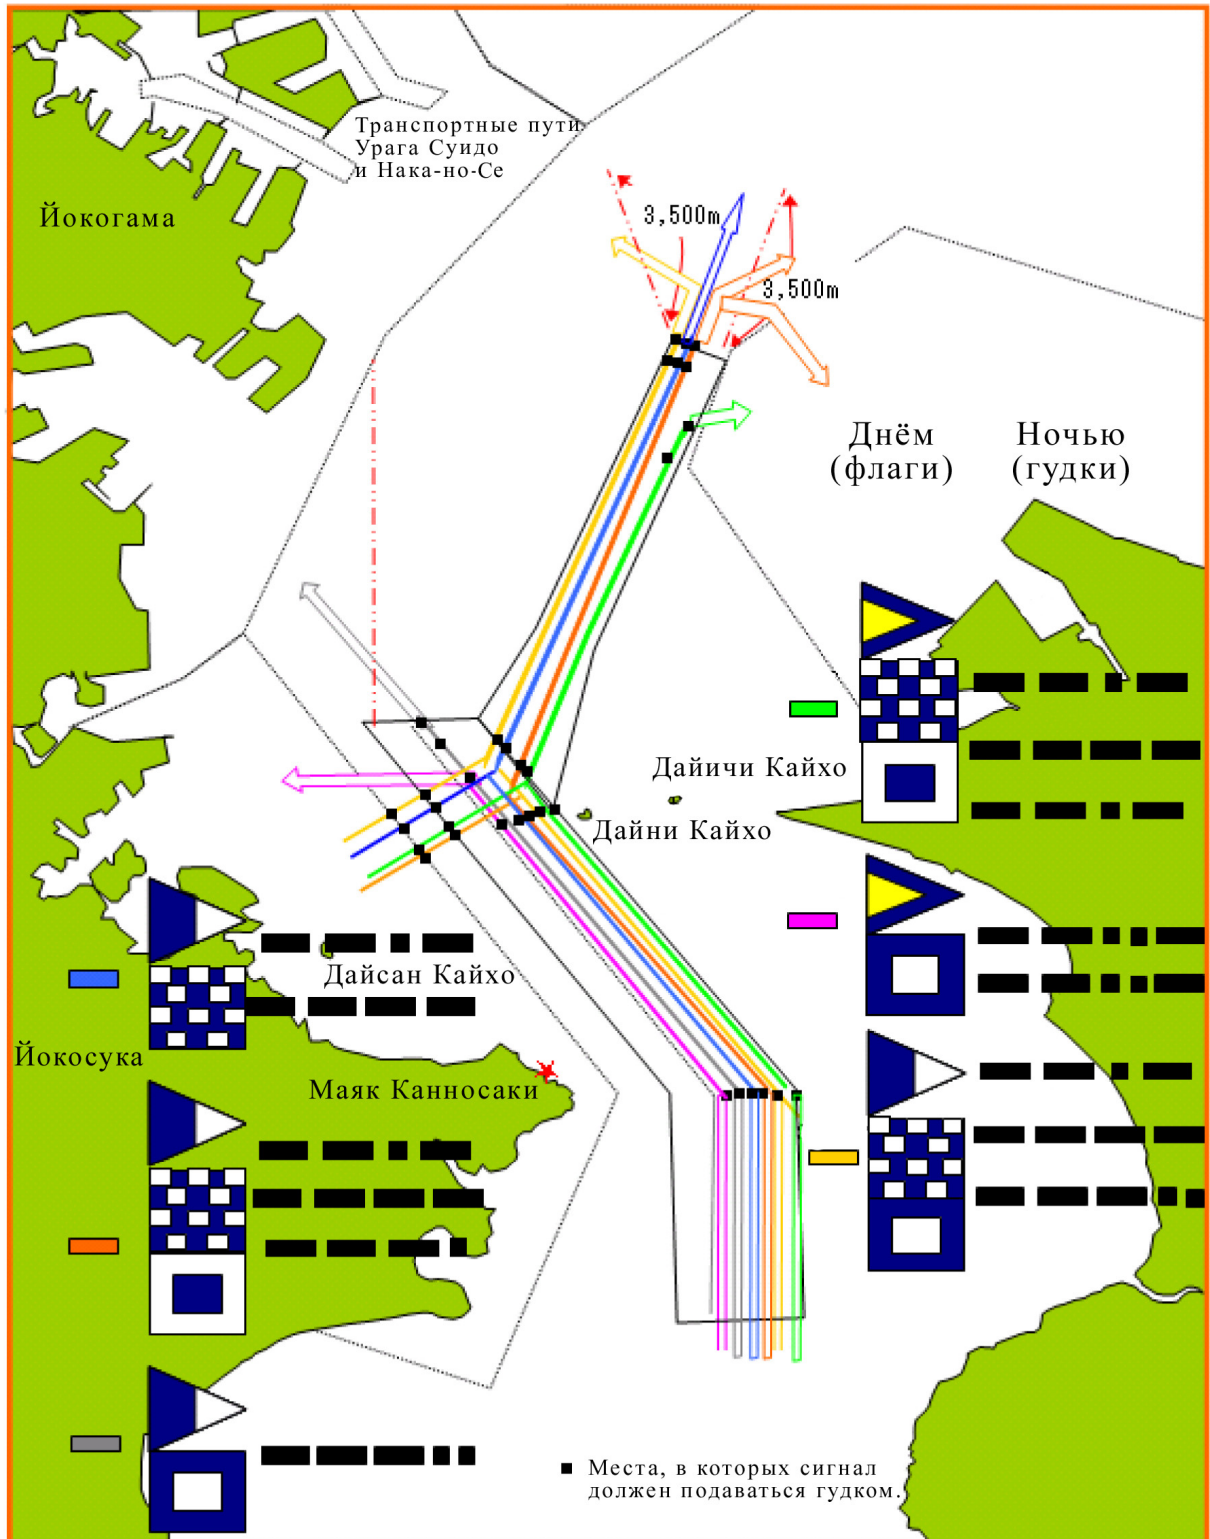 Транспортные пути
Урага Суидо
и Нака-но-Се
Йокогама
3,500m
3,500m
Днём
(флаги)
Ночью
(гудки)
Дайичи Кайхо
Дайни Кайхо
Дайсан Кайхо
Йокосука
Маяк Канносаки
Места, в которых сигнал
должен подаваться гудком.